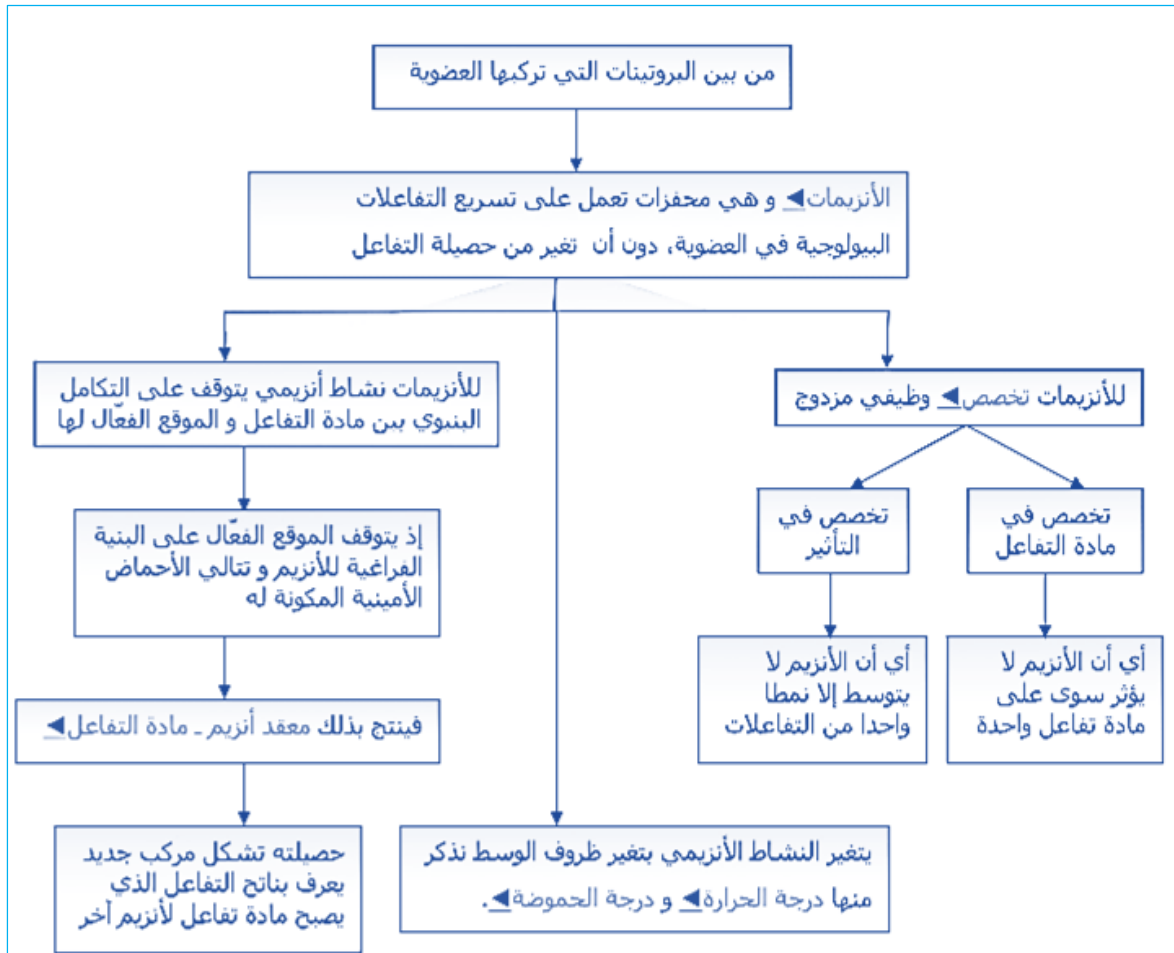 من بين البروتينات التي تركبها العضوية
الأنزيمات◄ و هي محفزات تعمل على تسريع التفاعلات
البيولوجية في العضوية، دون أن تغير من حصيلة التفاعل
للأنزيمات تخصص◄ وظيفي مزدوج
تخصص في
مادة التفاعل
أي أن الأنزيم لا
يؤثر سوى على
مادة تفاعل واحدة
تخصص في
التأثير
أي أن الأنزيم لا
يتوسط إلا نمطا
واحدا من التفاعلات
يتغير النشاط الأنزيمي بتغير ظروف الوسط نذكر
منها درجة الحرارة◄ و درجة الحموضة◄.
للأنزيمات نشاط أنزيمي يتوقف على التكامل
البنيوي بين مادة التفاعل و الموقع الفعّال لها
إذ يتوقف الموقع الفعّال على البنية
الفراغية للأنزيم و تتالي الأحماض
الأمينية المكونة له
فينتج بذلك معقد أنزيم ـ مادة التفاعل◄
حصيلته تشكل مركب جديد
يعرف بناتج التفاعل الذي
يصبح مادة تفاعل لأنزيم آخر